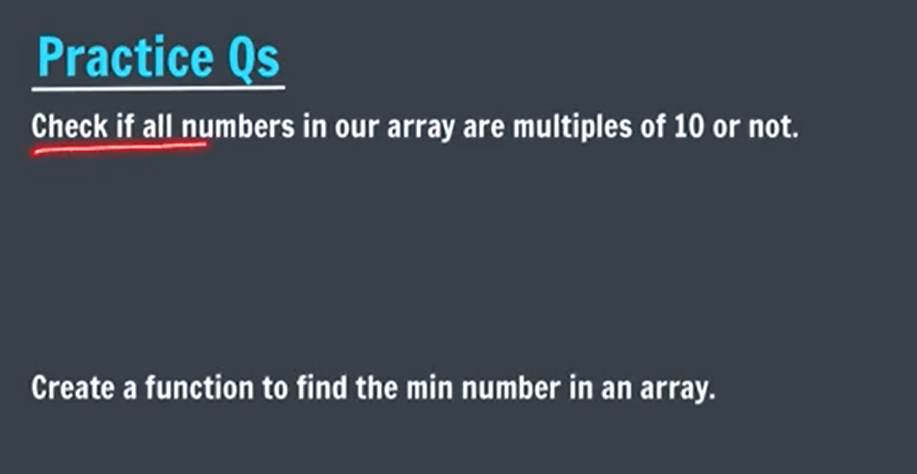 Practice Qs
Check if all numbers in our array are multiples of 10 or not.
Create a function to find the min number in an array.